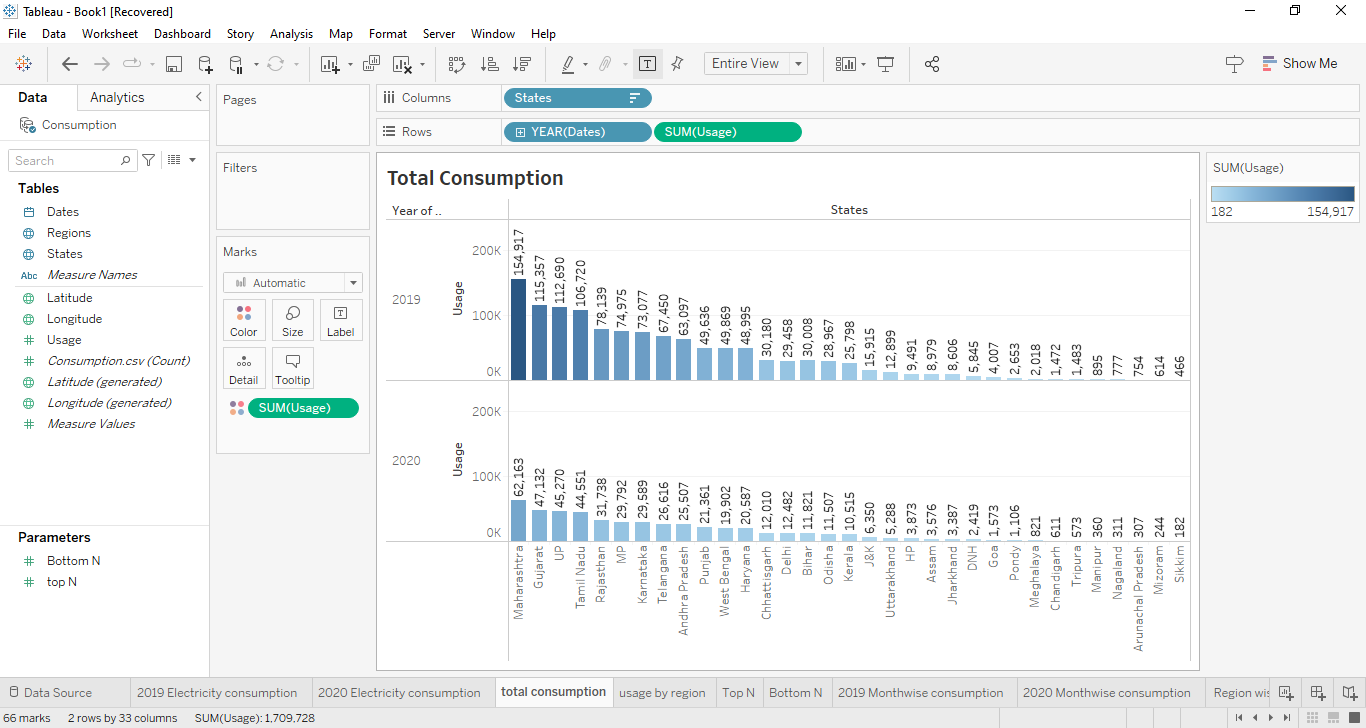 Tableau - Book1 [Recovered]
File Data Worksheet Dashboard Story Analysis Map Format Server Window Help
Entire View
Show Me
Data Analytics
Consumption
Search
Tables
Dates
Regions
States
Abc Measure Names
Latitude
Longitude
Usage
Consumption.csv (Count)
Latitude (generated)
Longitude (generated)
Measure Values
Parameters
Bottom N
top N
Pages
Filters
Marks
Automatic
Color Size Label
Detail Tooltip
SUM(Usage)
Columns States
Rows YEAR(Dates) SUM(Usage)
Total Consumption
Year of .. States
2019
Usage
200K
100K
0K
154,917 115,357 112,690 106,720 78,139 74,975 73,077 67,450 63,097 49,636 49,869 48,995 30,180 29,458 30,008 28,967 25,798 15,915 12,899 9,491 8,979 8,606 5,845 4,007 2,653 2,018 1,472 1,483 895 777 754 614 466
2020
Usage
200K
100K
0K
62,163 47,132 45,270 44,551 31,738 29,792 29,589 26,616 25,507 21,361 19,902 20,587 12,010 12,482 11,821 11,507 10,515 6,350 5,288 3,873 3,576 3,387 2,419 1,573 1,106 821 611 573 360 311 307 244 182
Maharashtra Gujarat UP Tamil Nadu Rajasthan MP Karnataka Telangana Andhra Pradesh Punjab West Bengal Haryana Chhattisgarh Delhi Bihar Odisha Kerala J&K Uttarakhand HP Assam Jharkhand DNH Goa Pondy Meghalaya Chandigarh Tripura Manipur Nagaland Arunachal Pradesh Mizoram Sikkim
SUM(Usage)
182 154,917
Data Source 2019 Electricity consumption 2020 Electricity consumption total consumption usage by region Top N Bottom N 2019 Monthwise consumption 2020 Monthwise consumption Region wis
66 marks 2 rows by 33 columns SUM(Usage): 1,709,728